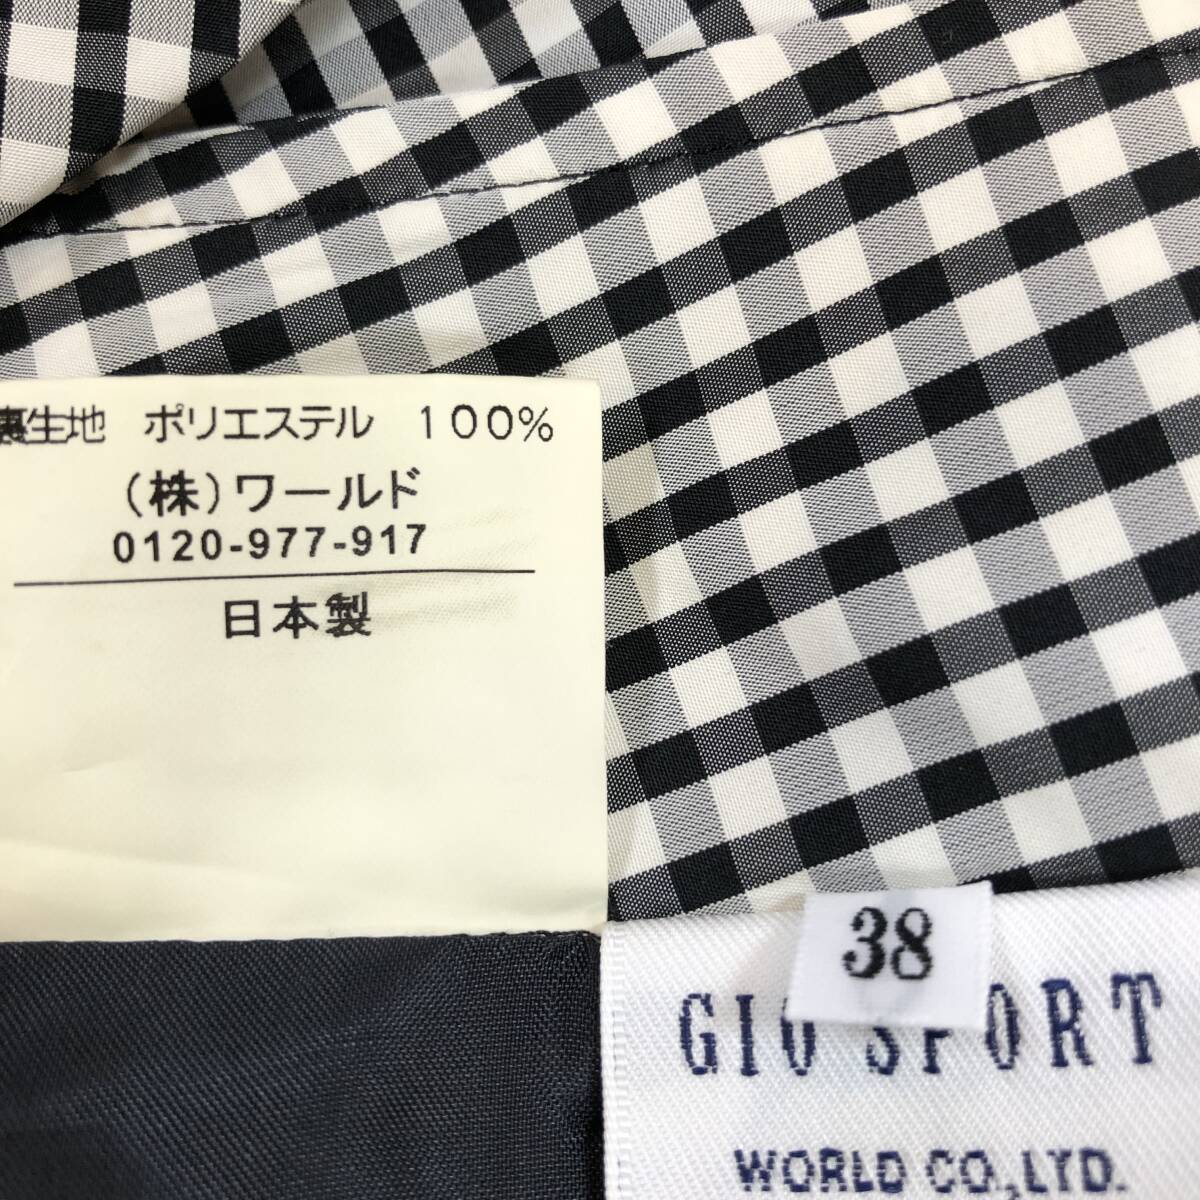 裏生地 ポリエステル 100%
(株)ワールド
0120-977-917
日本製
38
GIO SPORT
WORLD CO.,LTD.